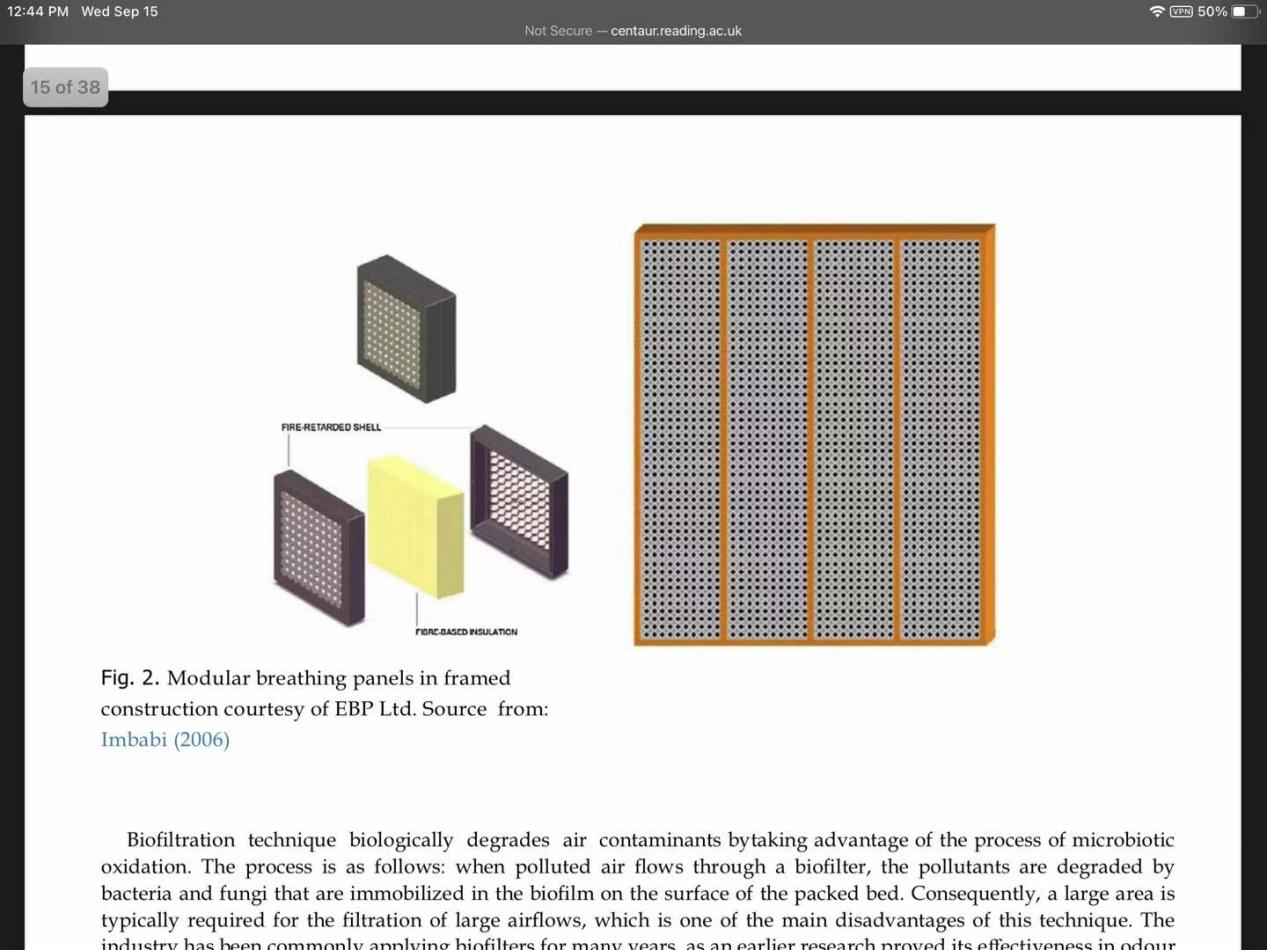 12:44 PM Wed Sep 15
VPN 50%
Not Secure — centaur.reading.ac.uk
15 of 38
FIRE-RETARDED SHELL
FIBRE-BASED INSULATION
Fig. 2. Modular breathing panels in framed
construction courtesy of EBP Ltd. Source from:
Imbabi (2006)
Biofiltration technique biologically degrades air contaminants bytaking advantage of the process of microbiotic
oxidation. The process is as follows: when polluted air flows through a biofilter, the pollutants are degraded by
bacteria and fungi that are immobilized in the biofilm on the surface of the packed bed. Consequently, a large area is
typically required for the filtration of large airflows, which is one of the main disadvantages of this technique. The
industry has been commonly applying biofilters for many years, as an earlier research proved its effectiveness in odour